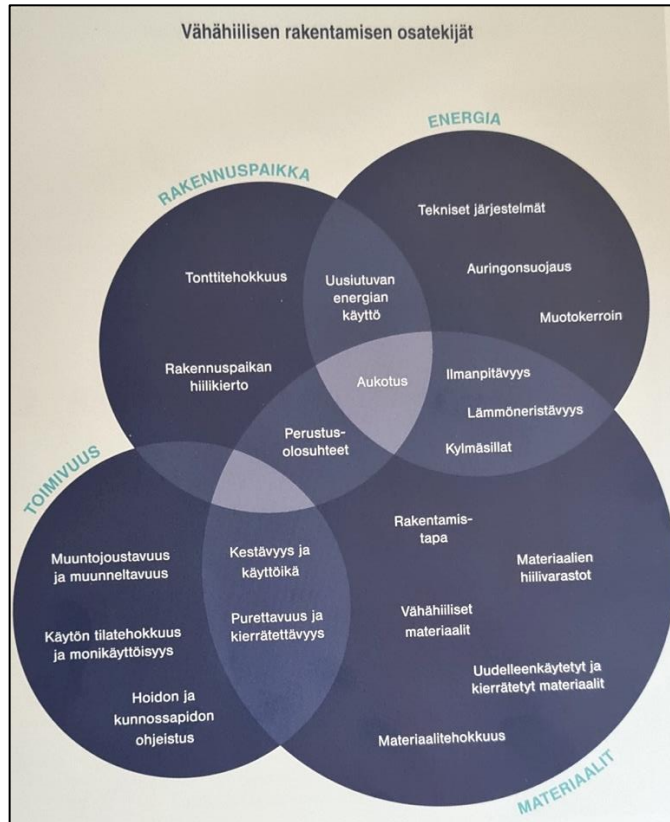 Vähähiilisen rakentamisen osatekijät
ENERGIA
RAKENNUSPAIKKA
Tekniset järjestelmät
Tonttitehokkuus
Uusiutuvan
energian
käyttö
Auringonsuojaus
Muotokerroin
Rakennuspaikan
hiilikierto
Aukotus
Ilmanpitävyys
Lämmöneristävyys
Kylmäsillat
Perustus-
olosuhteet
TOIMIVUUS
Muuntojoustavuus
ja muunneltavuus
Kestävyys ja
käyttöikä
Rakentamis-
tapa
Materiaalien
hiilivarastot
Käytön tilatehokkuus
ja monikäyttöisyys
Purettavuus ja
kierrätettävyys
Vähähiiliset
materiaalit
Uudelleenkäytetyt ja
kierrätetyt materiaalit
Hoidon ja
kunnossapidon
ohjeistus
Materiaalitehokkuus
MATERIAALIT